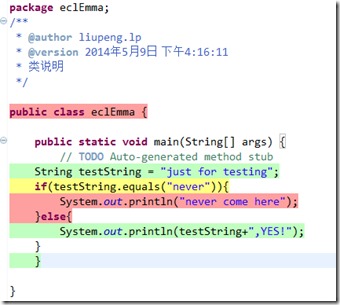 package eclEmma;
/**
 * @author liupeng.lp
 * @version 2014年5月9日 下午4:16:11
 * 类说明
 */
public class eclEmma {
public static void main(String[] args) {
// TODO Auto-generated method stub
String testString = "just for testing";
if(testString.equals("never")){
System.out.println("never come here");
}else{
System.out.println(testString+",YES!");
}
}
}